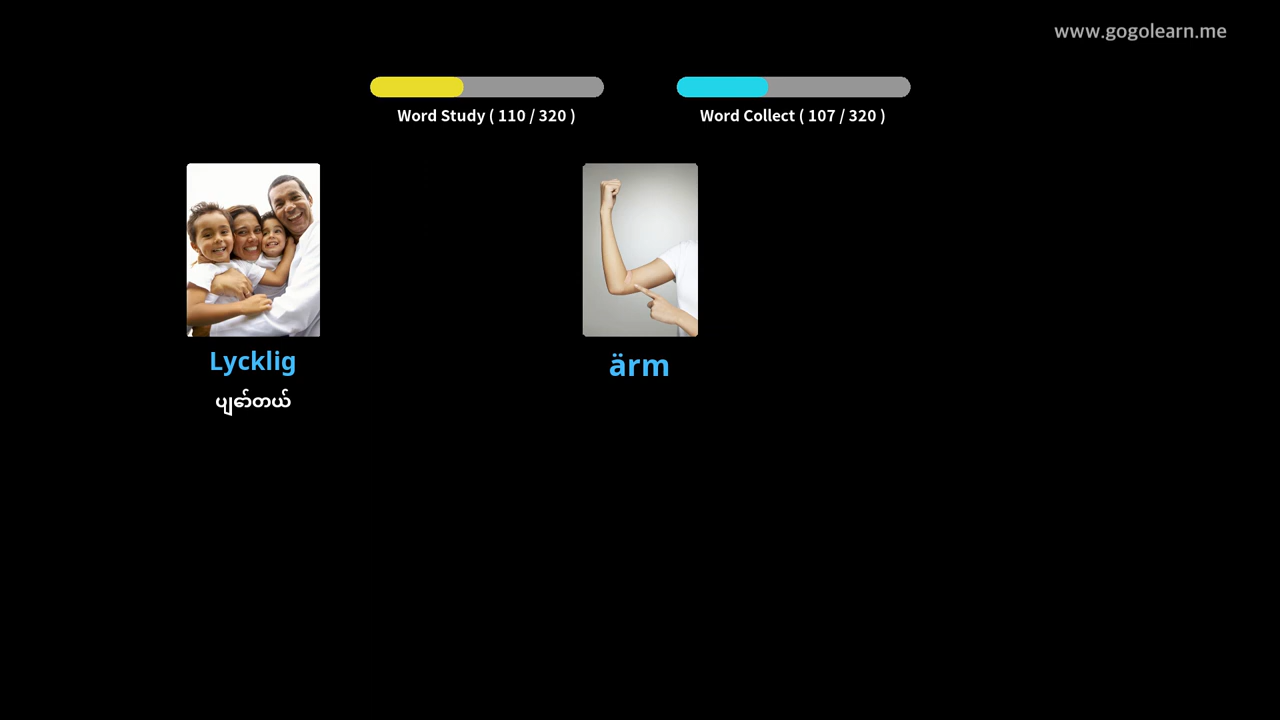 www.gogolearn.me
Word Study ( 110 / 320 )
Word Collect ( 107 / 320 )
Lycklig
ပျော်တယ်
ärm